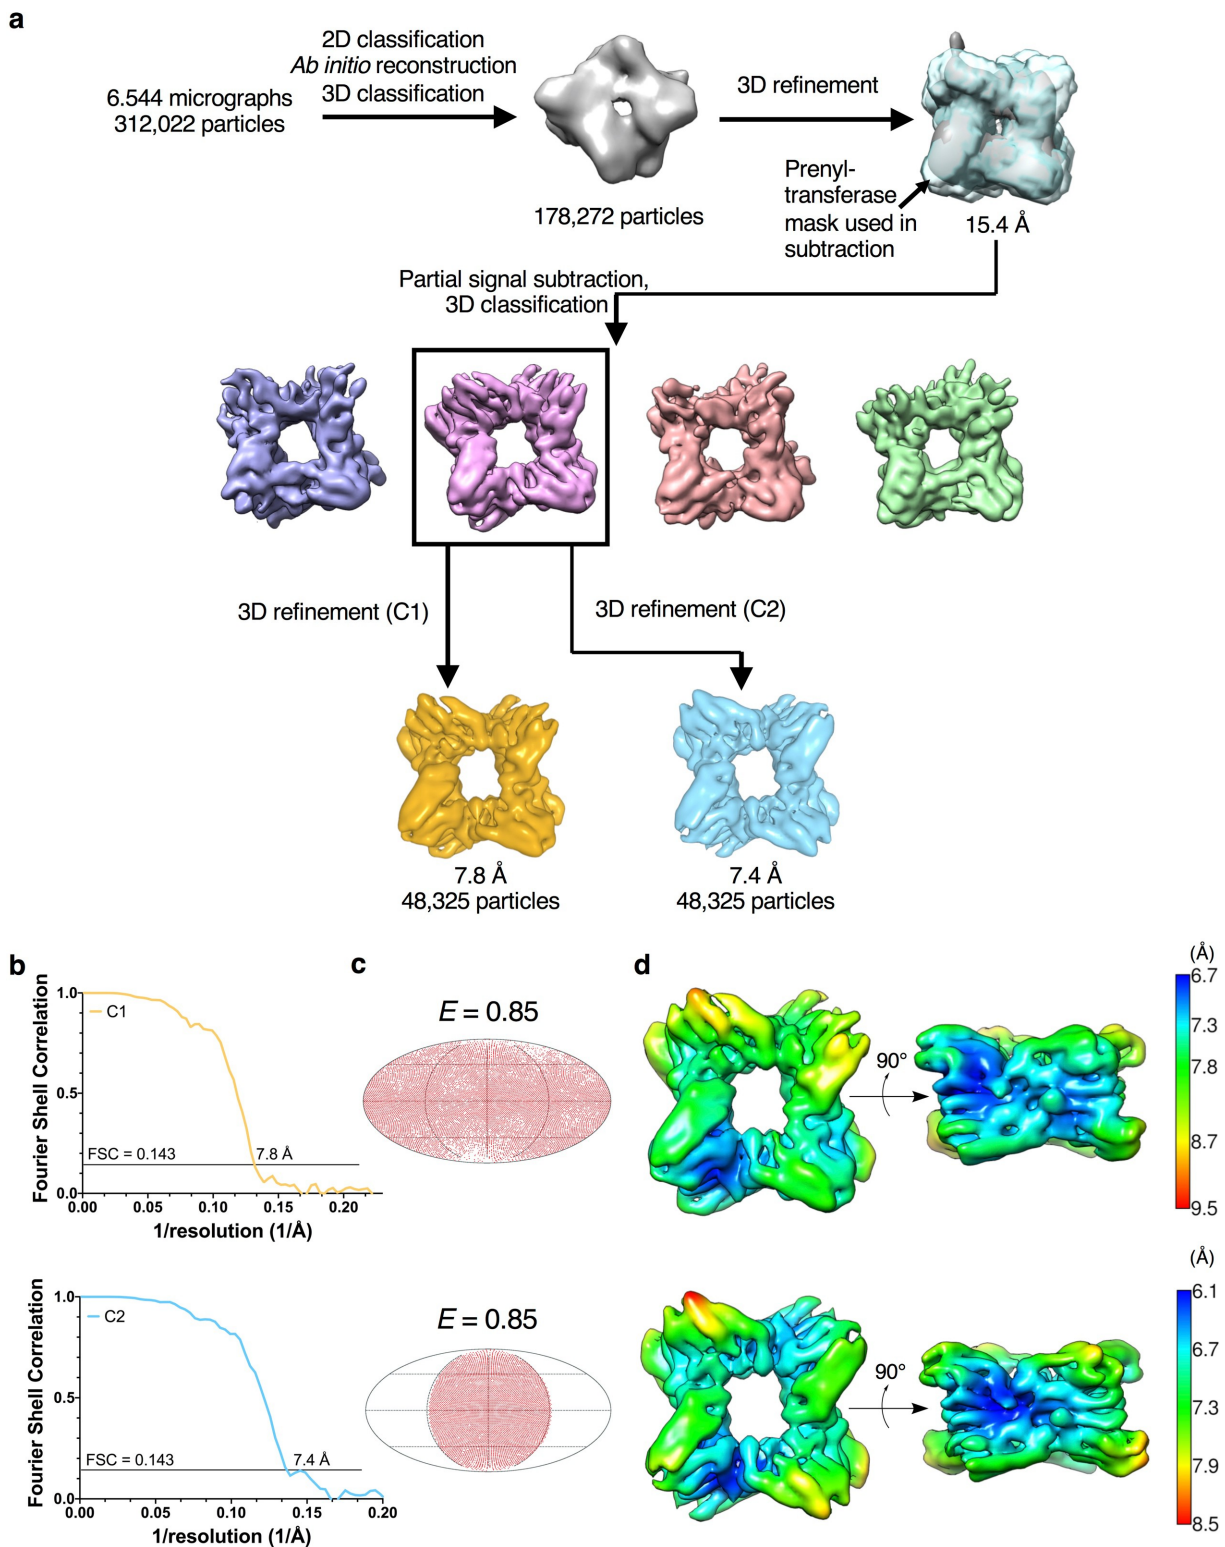 a
2D classification
Ab initio reconstruction
3D classification
6.544 micrographs
312,022 particles
178,272 particles
3D refinement
Prenyl-
transferase
mask used in
subtraction
15.4 Å
Partial signal subtraction,
3D classification
3D refinement (C1)
3D refinement (C2)
7.8 Å
48,325 particles
7.4 Å
48,325 particles
b
Fourier Shell Correlation
1.0
0.5
0.0
C1
FSC = 0.143
7.8 Å
0.00 0.05 0.10 0.15 0.20
1/resolution (1/Å)
Fourier Shell Correlation
1.0
0.5
0.0
C2
FSC = 0.143
7.4 Å
0.00 0.05 0.10 0.15 0.20
1/resolution (1/Å)
c
E = 0.85
E = 0.85
d
90°
(Å)
6.7
7.3
7.8
8.7
9.5
90°
(Å)
6.1
6.7
7.3
7.9
8.5